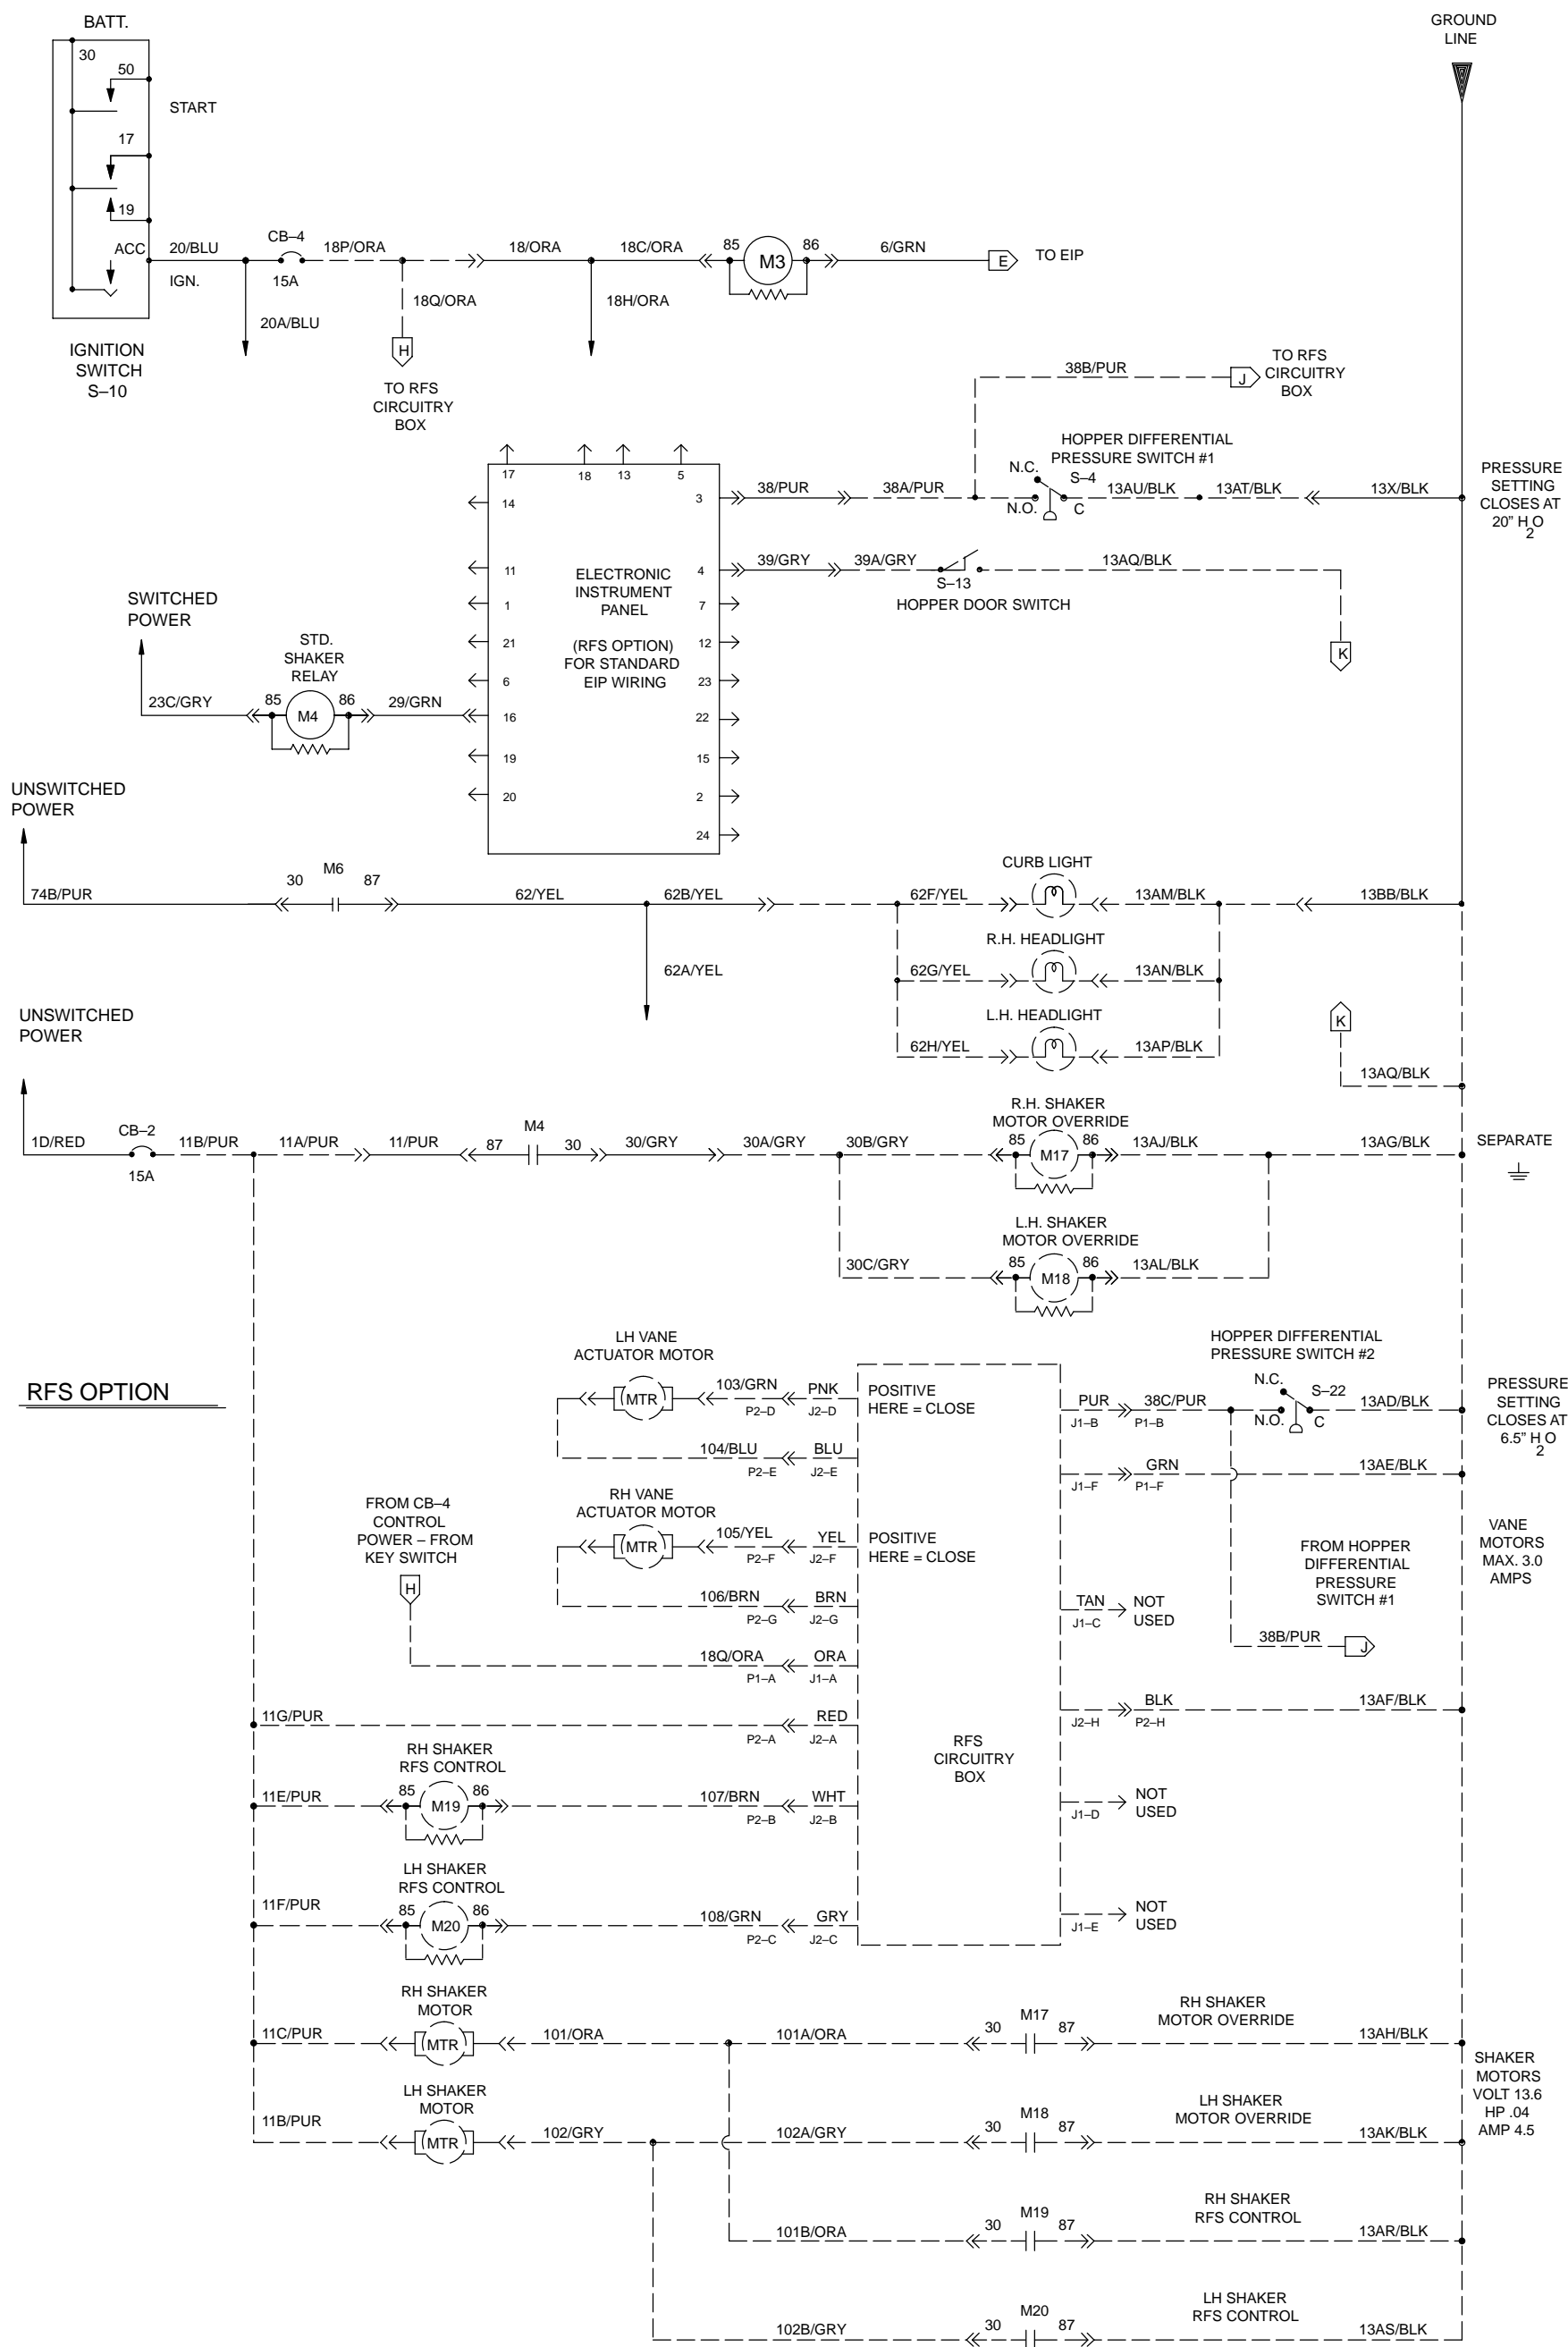 BATT.
GROUND
LINE
30
50
START
17
19
ACC
20/BLU
CB–4
18P/ORA
18/ORA
18C/ORA
85
M3
86
6/GRN
E
TO EIP
IGN.
15A
18Q/ORA
18H/ORA
20A/BLU
IGNITION
SWITCH
S–10
H
TO RFS
CIRCUITRY
BOX
38B/PUR
J
TO RFS
CIRCUITRY
BOX
HOPPER DIFFERENTIAL
PRESSURE SWITCH #1
N.C.
S–4
N.O.
C
17
18
13
5
14
3
38/PUR
38A/PUR
13AU/BLK
13AT/BLK
13X/BLK
PRESSURE
SETTING
CLOSES AT
20” H O
2
11
ELECTRONIC
INSTRUMENT
PANEL
4
39/GRY
39A/GRY
S–13
13AQ/BLK
HOPPER DOOR SWITCH
1
7
K
21
(RFS OPTION)
FOR STANDARD
EIP WIRING
12
6
23
SWITCHED
POWER
STD.
SHAKER
RELAY
23C/GRY
85
M4
86
29/GRN
16
22
19
15
20
2
24
UNSWITCHED
POWER
74B/PUR
30
M6
87
62/YEL
62B/YEL
62A/YEL
CURB LIGHT
62F/YEL
13AM/BLK
13BB/BLK
R.H. HEADLIGHT
62G/YEL
13AN/BLK
L.H. HEADLIGHT
62H/YEL
13AP/BLK
K
13AQ/BLK
UNSWITCHED
POWER
1D/RED
CB–2
15A
11B/PUR
11A/PUR
11/PUR
87
M4
30
30/GRY
30A/GRY
30B/GRY
R.H. SHAKER
MOTOR OVERRIDE
85
M17
86
13AJ/BLK
13AG/BLK
SEPARATE
L.H. SHAKER
MOTOR OVERRIDE
30C/GRY
85
M18
86
13AL/BLK
RFS OPTION
LH VANE
ACTUATOR MOTOR
MTR
103/GRN
P2–D
PNK
J2–D
POSITIVE
HERE = CLOSE
104/BLU
P2–E
BLU
J2–E
RH VANE
ACTUATOR MOTOR
MTR
105/YEL
P2–F
YEL
J2–F
POSITIVE
HERE = CLOSE
106/BRN
P2–G
BRN
J2–G
FROM CB–4
CONTROL
POWER – FROM
KEY SWITCH
H
18Q/ORA
P1–A
ORA
J1–A
HOPPER DIFFERENTIAL
PRESSURE SWITCH #2
PUR
J1–B
38C/PUR
P1–B
N.C.
N.O.
S–22
C
13AD/BLK
PRESSURE
SETTING
CLOSES AT
6.5” H O
2
J1–F
GRN
P1–F
13AE/BLK
VANE
MOTORS
MAX. 3.0
AMPS
FROM HOPPER
DIFFERENTIAL
PRESSURE
SWITCH #1
TAN
J1–C
NOT
USED
38B/PUR
J
11G/PUR
P2–A
RED
J2–A
RFS
CIRCUITRY
BOX
J2–H
BLK
P2–H
13AF/BLK
RH SHAKER
RFS CONTROL
11E/PUR
85
M19
86
107/BRN
P2–B
WHT
J2–B
J1–D
NOT
USED
LH SHAKER
RFS CONTROL
11F/PUR
85
M20
86
108/GRN
P2–C
GRY
J2–C
J1–E
NOT
USED
RH SHAKER
MOTOR
11C/PUR
MTR
101/ORA
101A/ORA
30
M17
87
RH SHAKER
MOTOR OVERRIDE
13AH/BLK
LH SHAKER
MOTOR
11B/PUR
MTR
102/GRY
102A/GRY
30
M18
87
LH SHAKER
MOTOR OVERRIDE
13AK/BLK
SHAKER
MOTORS
VOLT 13.6
HP .04
AMP 4.5
101B/ORA
30
M19
87
RH SHAKER
RFS CONTROL
13AR/BLK
102B/GRY
30
M20
87
LH SHAKER
RFS CONTROL
13AS/BLK